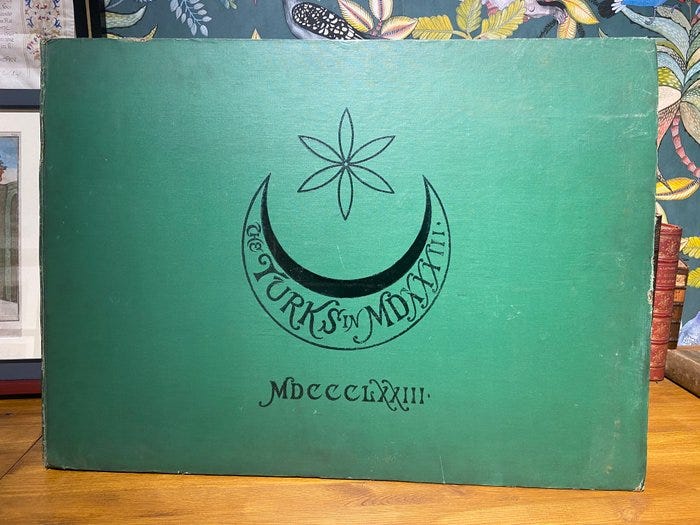 THE TURKS IN MDXXXIII.
MDCCCLXXIII.